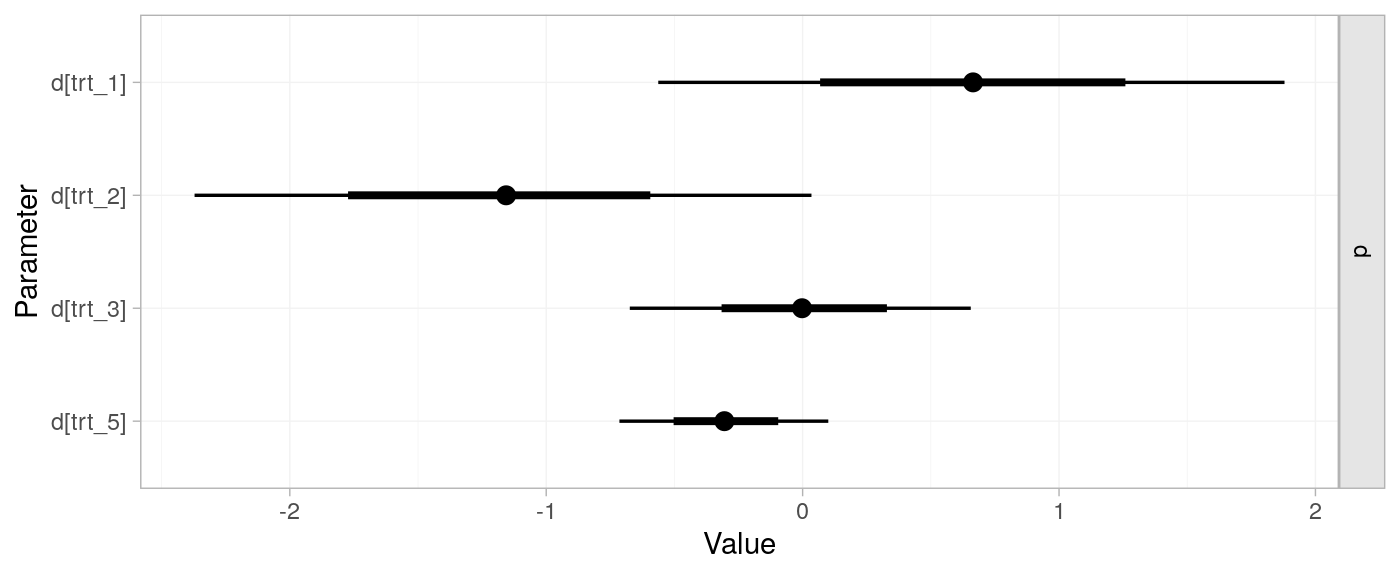 d[trt_1]
d[trt_2]
d[trt_3]
d[trt_5]
Parameter
-2
-1
0
1
2
Value
d